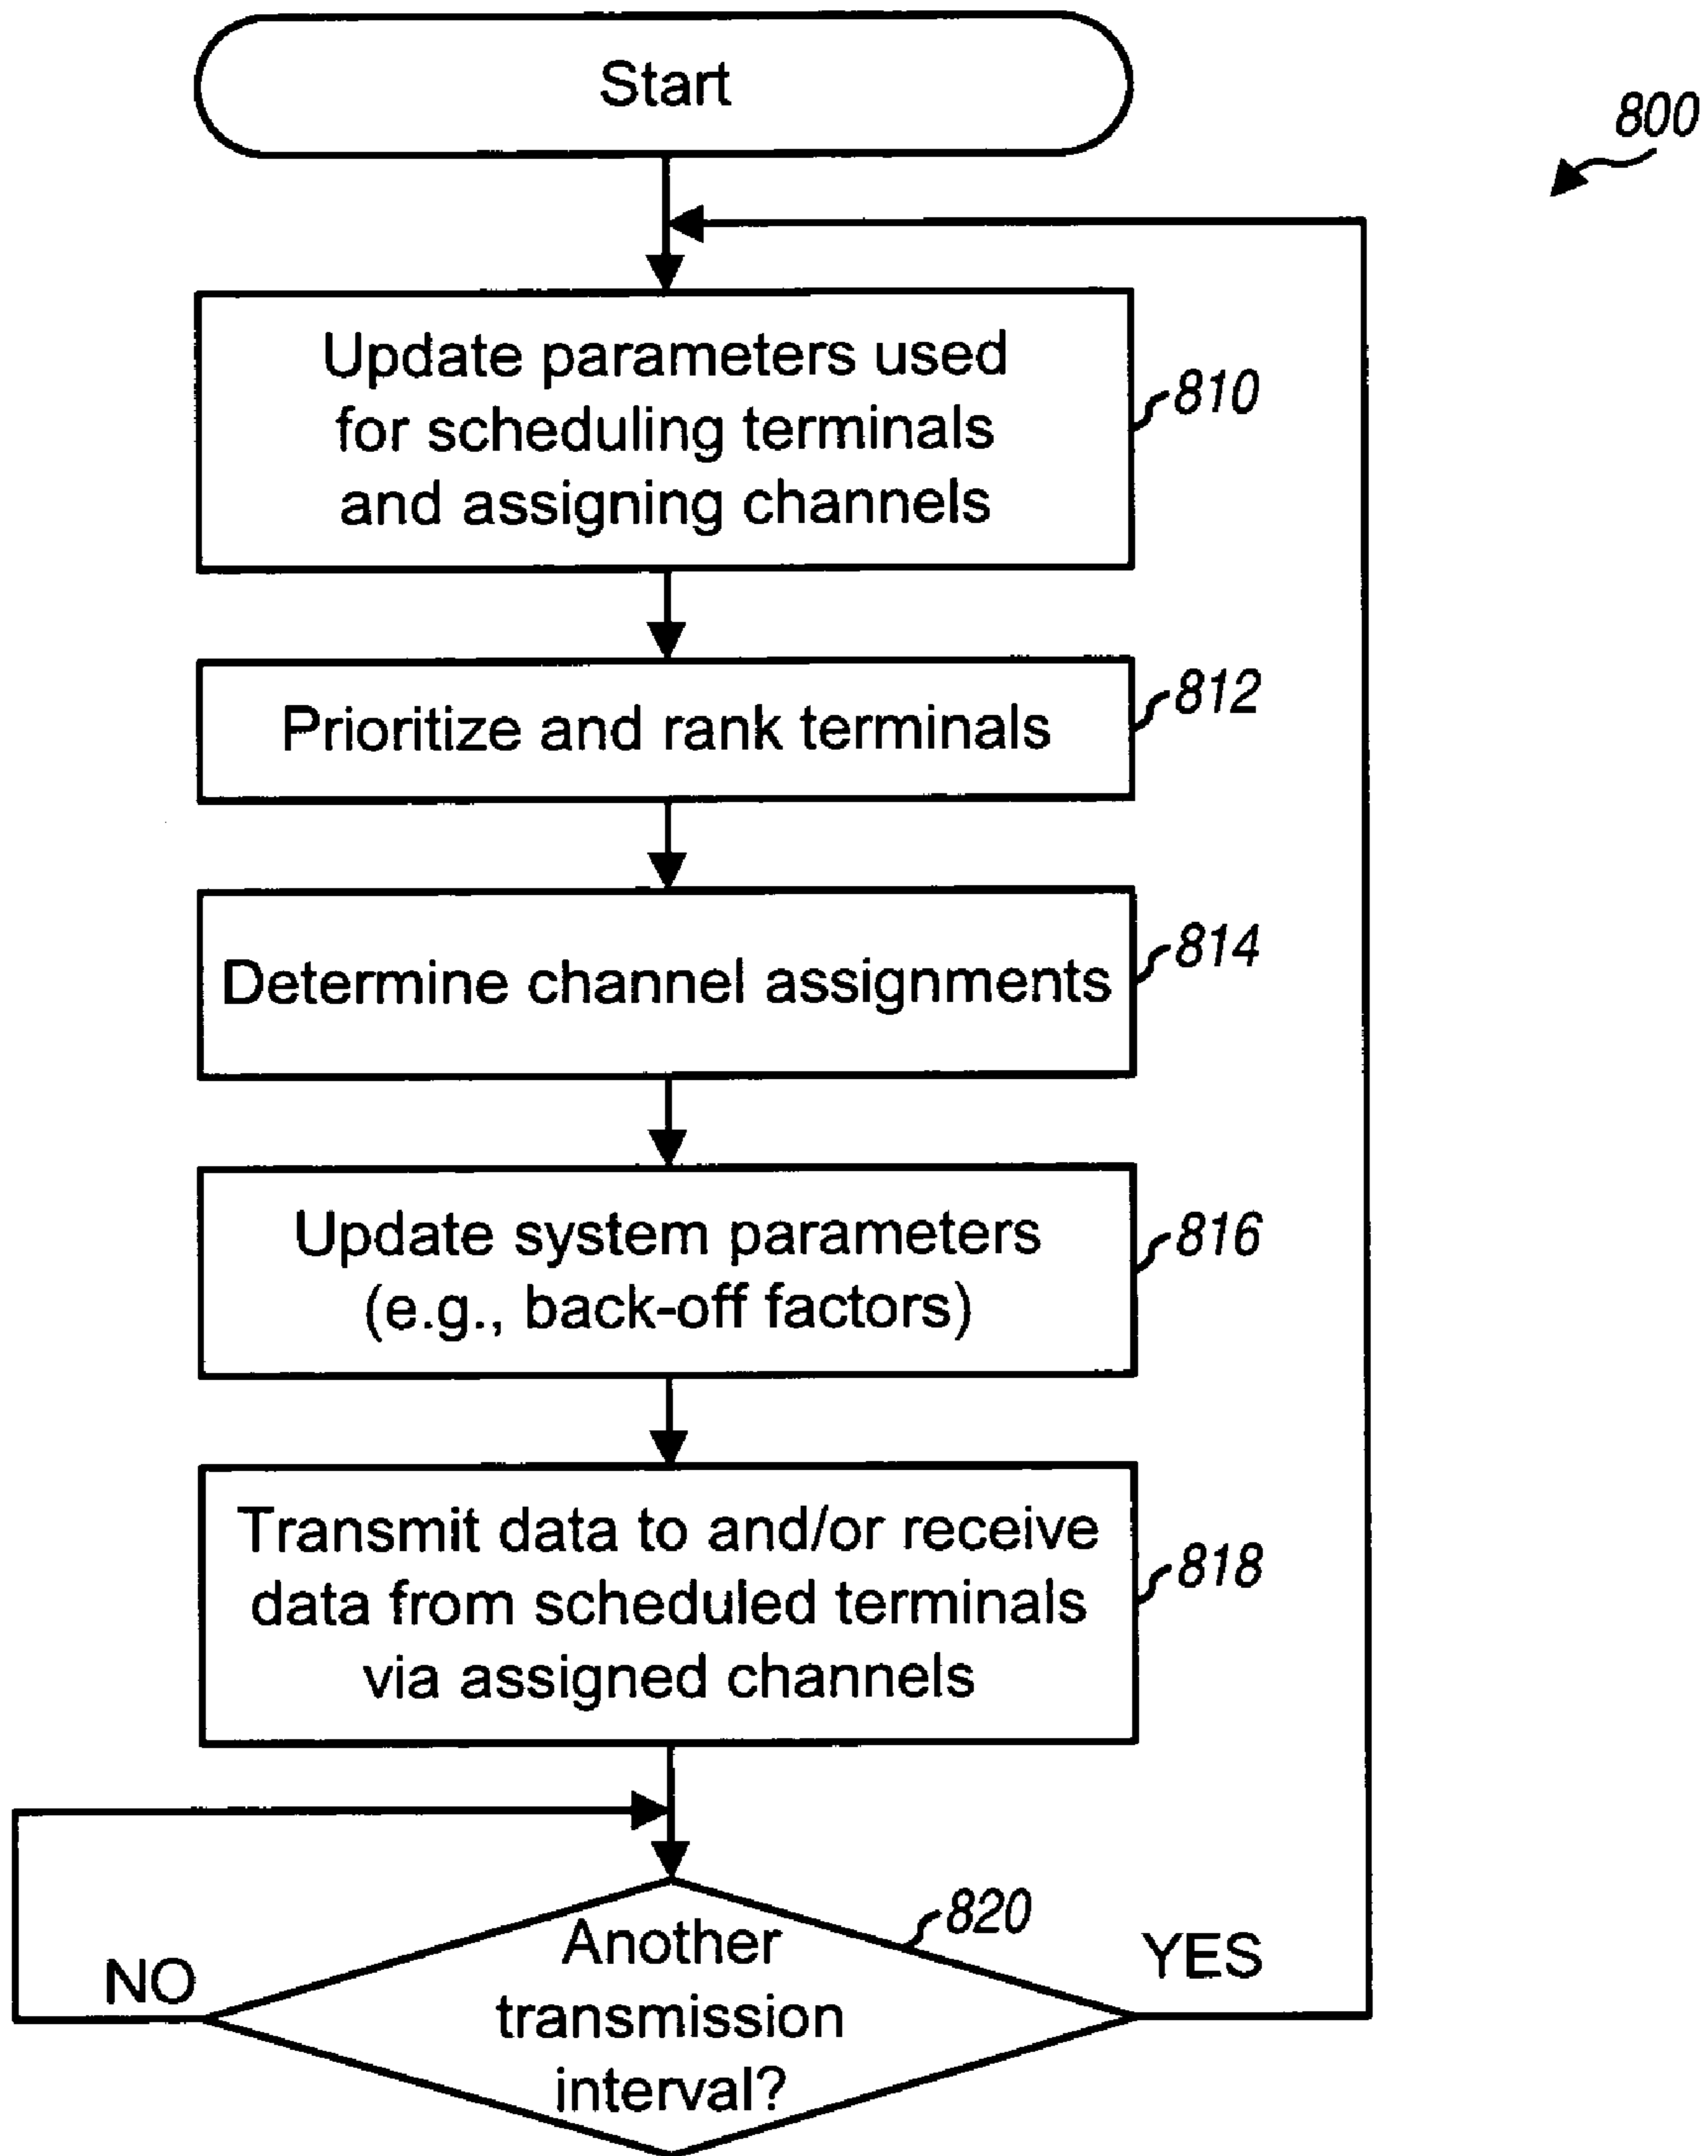 Start
800
Update parameters used
for scheduling terminals
and assigning channels
810
Prioritize and rank terminals
812
Determine channel assignments
814
Update system parameters
(e.g., back-off factors)
816
Transmit data to and/or receive
data from scheduled terminals
via assigned channels
818
820
Another
transmission
interval?
NO
YES